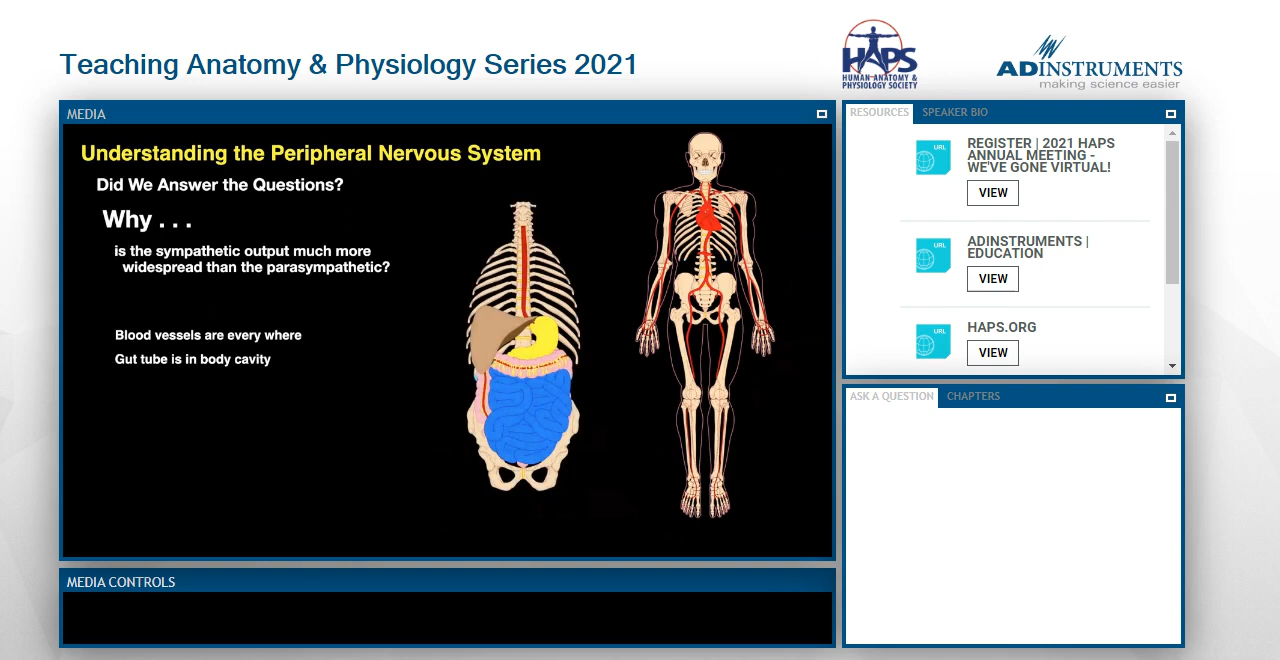 Teaching Anatomy & Physiology Series 2021
HAPS
HUMAN ANATOMY &
PHYSIOLOGY SOCIETY
ADINSTRUMENTS
making science easier
MEDIA
Understanding the Peripheral Nervous System
Did We Answer the Questions?
Why . . .
is the sympathetic output much more
widespread than the parasympathetic?
Blood vessels are every where
Gut tube is in body cavity
MEDIA CONTROLS
RESOURCES
SPEAKER BIO
URL
REGISTER | 2021 HAPS
ANNUAL MEETING -
WE'VE GONE VIRTUAL!
VIEW
URL
ADINSTRUMENTS |
EDUCATION
VIEW
URL
HAPS.ORG
VIEW
ASK A QUESTION
CHAPTERS